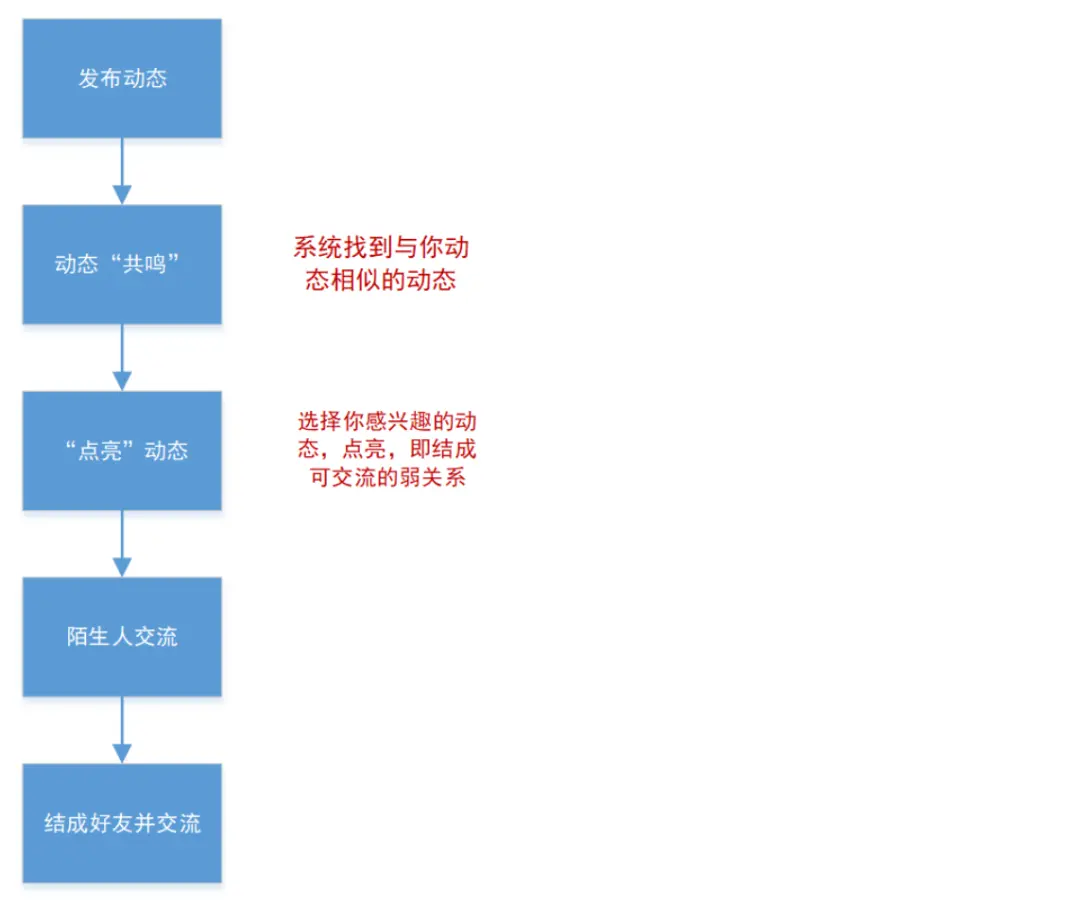 发布动态
动态“共鸣”
系统找到与你动
态相似的动态
“点亮”动态
选择你感兴趣的动
态，点亮，即结成
可交流的弱关系
陌生人交流
结成好友并交流